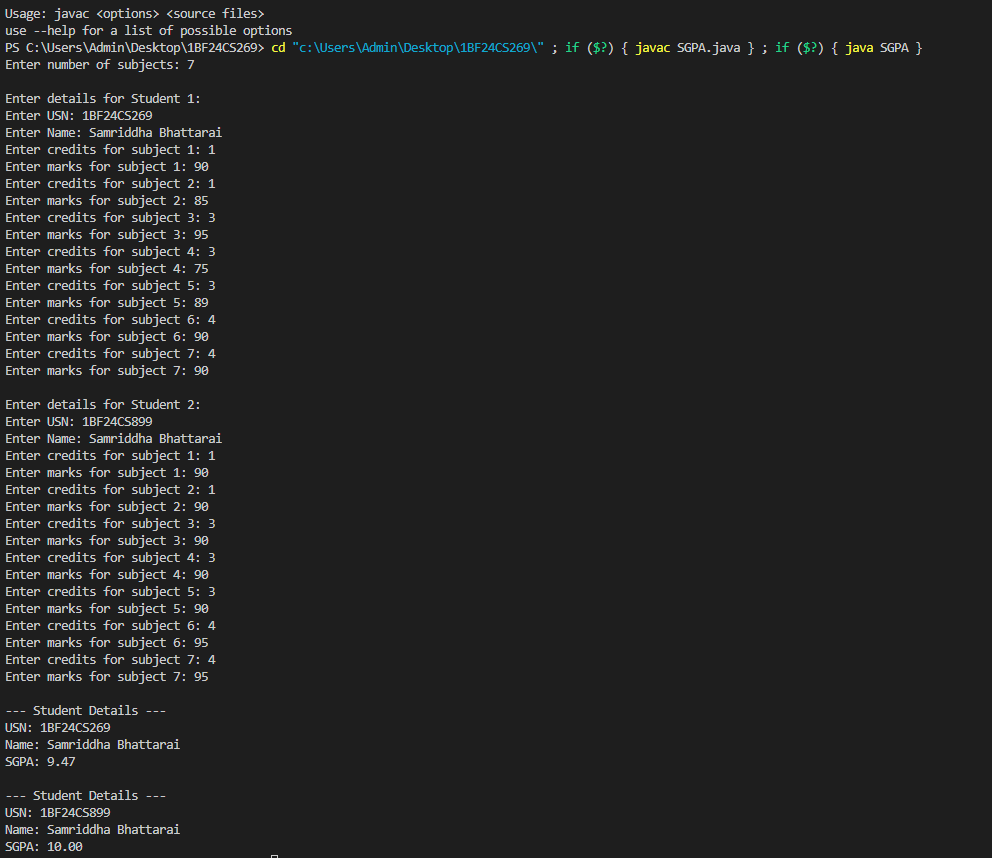 Usage: javac <options> <source files>
use --help for a list of possible options
PS C:\Users\Admin\Desktop\1BF24CS269> cd "c:\Users\Admin\Desktop\1BF24CS269\" ; if ($?) { javac SGPA.java } ; if ($?) { java SGPA }
Enter number of subjects: 7

Enter details for Student 1:
Enter USN: 1BF24CS269
Enter Name: Samriddha Bhattarai
Enter credits for subject 1: 1
Enter marks for subject 1: 90
Enter credits for subject 2: 1
Enter marks for subject 2: 85
Enter credits for subject 3: 3
Enter marks for subject 3: 95
Enter credits for subject 4: 3
Enter marks for subject 4: 75
Enter credits for subject 5: 3
Enter marks for subject 5: 89
Enter credits for subject 6: 4
Enter marks for subject 6: 90
Enter credits for subject 7: 4
Enter marks for subject 7: 90

Enter details for Student 2:
Enter USN: 1BF24CS899
Enter Name: Samriddha Bhattarai
Enter credits for subject 1: 1
Enter marks for subject 1: 90
Enter credits for subject 2: 1
Enter marks for subject 2: 90
Enter credits for subject 3: 3
Enter marks for subject 3: 90
Enter credits for subject 4: 3
Enter marks for subject 4: 90
Enter credits for subject 5: 3
Enter marks for subject 5: 90
Enter credits for subject 6: 4
Enter marks for subject 6: 95
Enter credits for subject 7: 4
Enter marks for subject 7: 95

--- Student Details ---
USN: 1BF24CS269
Name: Samriddha Bhattarai
SGPA: 9.47

--- Student Details ---
USN: 1BF24CS899
Name: Samriddha Bhattarai
SGPA: 10.00